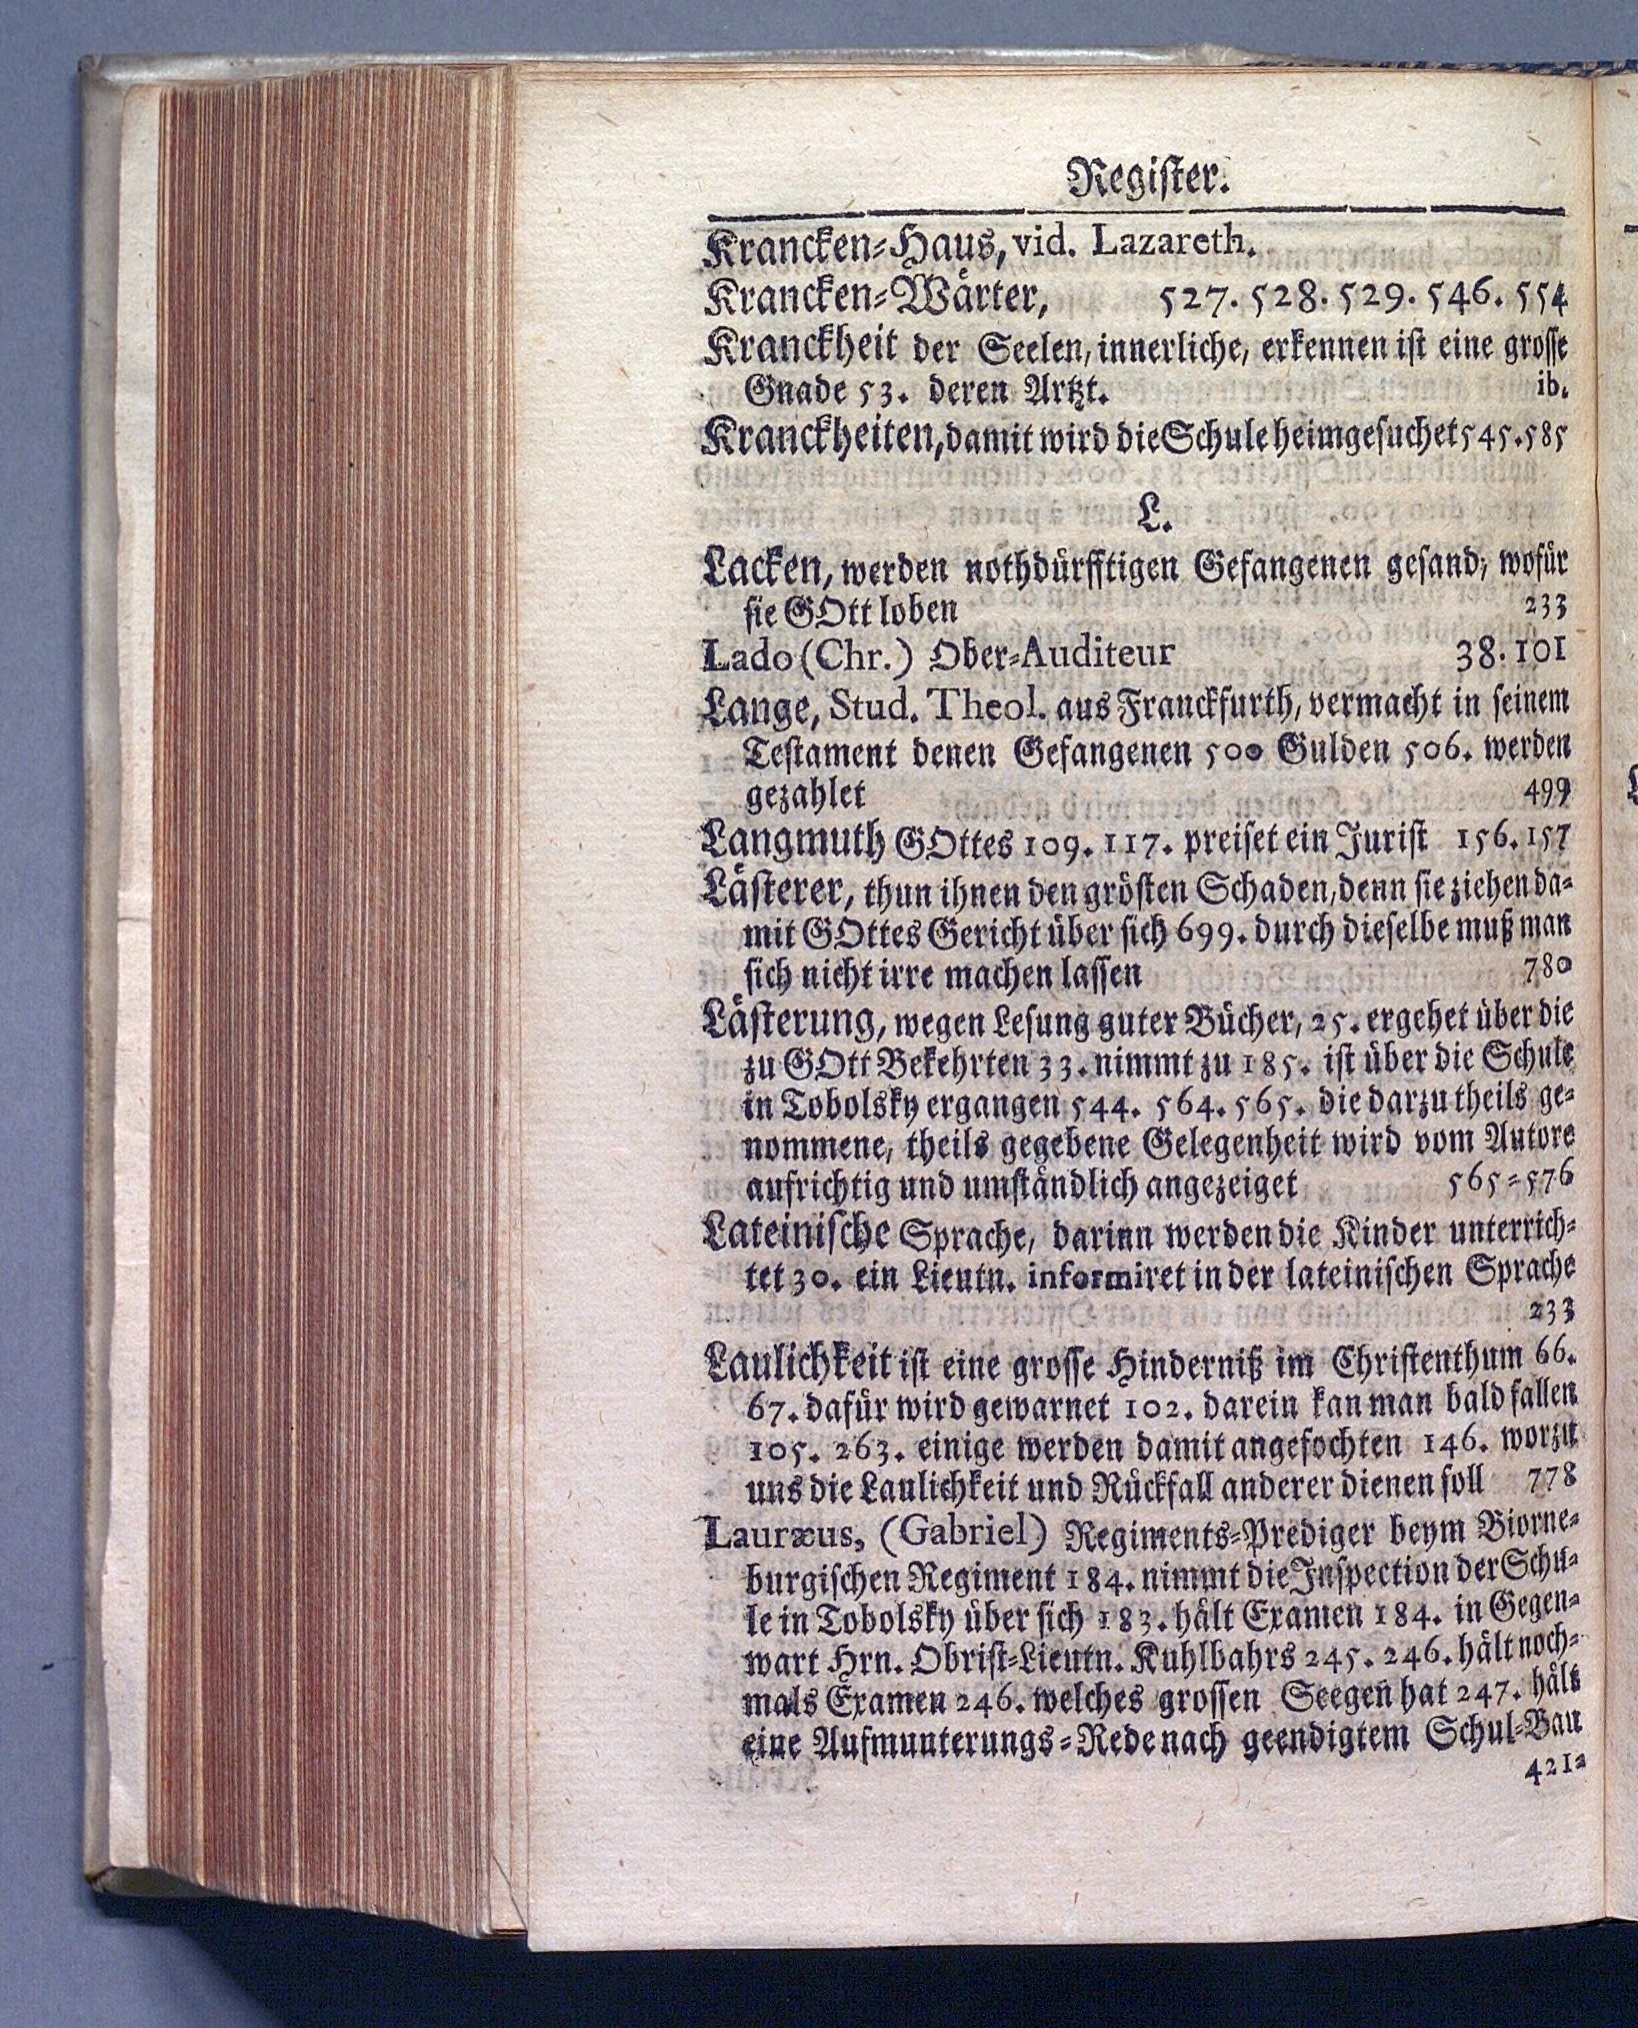 Register.
Krancken-Haus, vid. Lazareth.
Krancken-Wärter, 527. 528. 529. 546. 554
Kranckheit der Seelen, innerliche, erkennen ist eine grosse
Gnade 53. deren Artzt. ib.
Kranckheiten, damit wird die Schule heimgesuchet 545. 585
L.
Lacken, werden nothdürfftigen Gefangenen gesand, wofür
sie GOtt loben 233
Lado (Chr.) Ober-Auditeur 38. 101
Lange, Stud. Theol. aus Franckfurth, vermacht in seinem
Testament denen Gefangenen 500 Gulden 506. werden
gezahlet 499
Langmuth GOttes 109. 117. preiset ein Jurist 156. 157
Lästerer, thun ihnen den grösten Schaden, denn sie ziehen da-
mit GOttes Gericht über sich 699. durch dieselbe muß man
sich nicht irre machen lassen 780
Lästerung, wegen Lesung guter Bücher, 25. ergehet über die
zu GOtt Bekehrten 33. nimmt zu 185. ist über die Schule
in Tobolsky ergangen 544. 564. 565. die darzu theils ge-
nommene, theils gegebene Gelegenheit wird vom Autore
aufrichtig und umständlich angezeiget 565-576
Lateinische Sprache, darinn werden die Kinder unterrich-
tet 30. ein Lieutn. informiret in der lateinischen Sprache
233
Laulichkeit ist eine grosse Hinderniß im Christenthum 66.
67. dafür wird gewarnet 102. darein kan man bald fallen
105. 263. einige werden damit angefochten 146. worzu
uns die Laulichkeit und Rückfall anderer dienen soll 778
Lauræus, (Gabriel) Regiments-Prediger beym Biorne-
burgischen Regiment 184. nimmt die Inspection der Schu-
le in Tobolsky über sich 183. hält Examen 184. in Gegen-
wart Hrn. Obrist-Lieutn. Kuhlbahrs 245. 246. hält noch-
mals Examen 246. welches grossen Seegen hat 247. hält
eine Aufmunterungs-Rede nach geendigtem Schul-Bau
421-